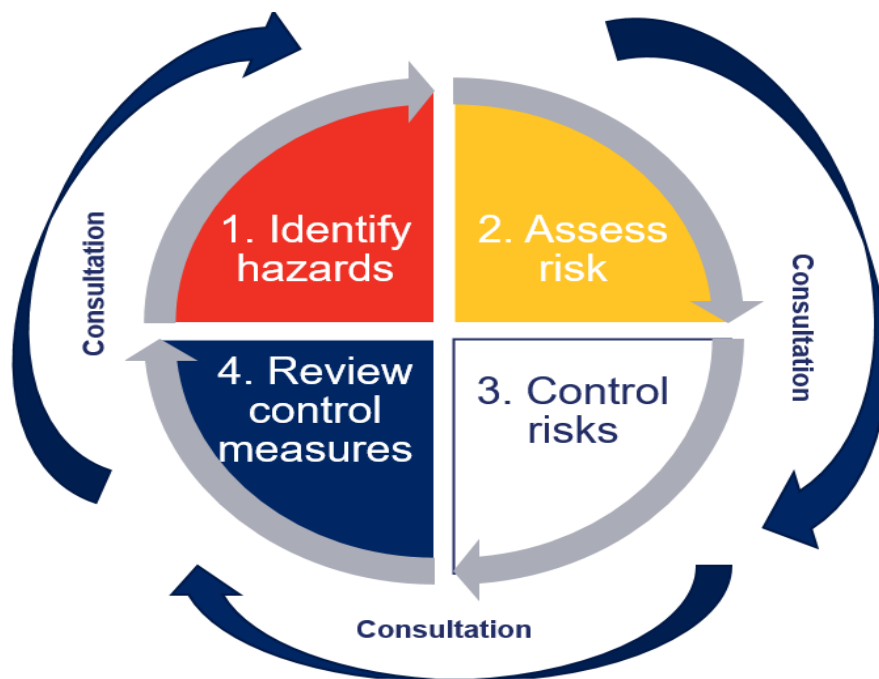 1. Identify
hazards
2. Assess
risk
3. Control
risks
4. Review
control
measures
Consultation
Consultation
Consultation